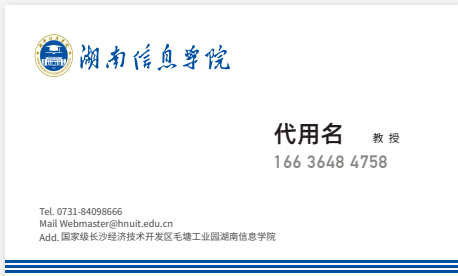 湖南信息学院
代用名 教授
166 3648 4758
Tel. 0731-84098666
Mail Webmaster@hnuit.edu.cn
Add. 国家级长沙经济技术开发区毛塘工业园湖南信息学院